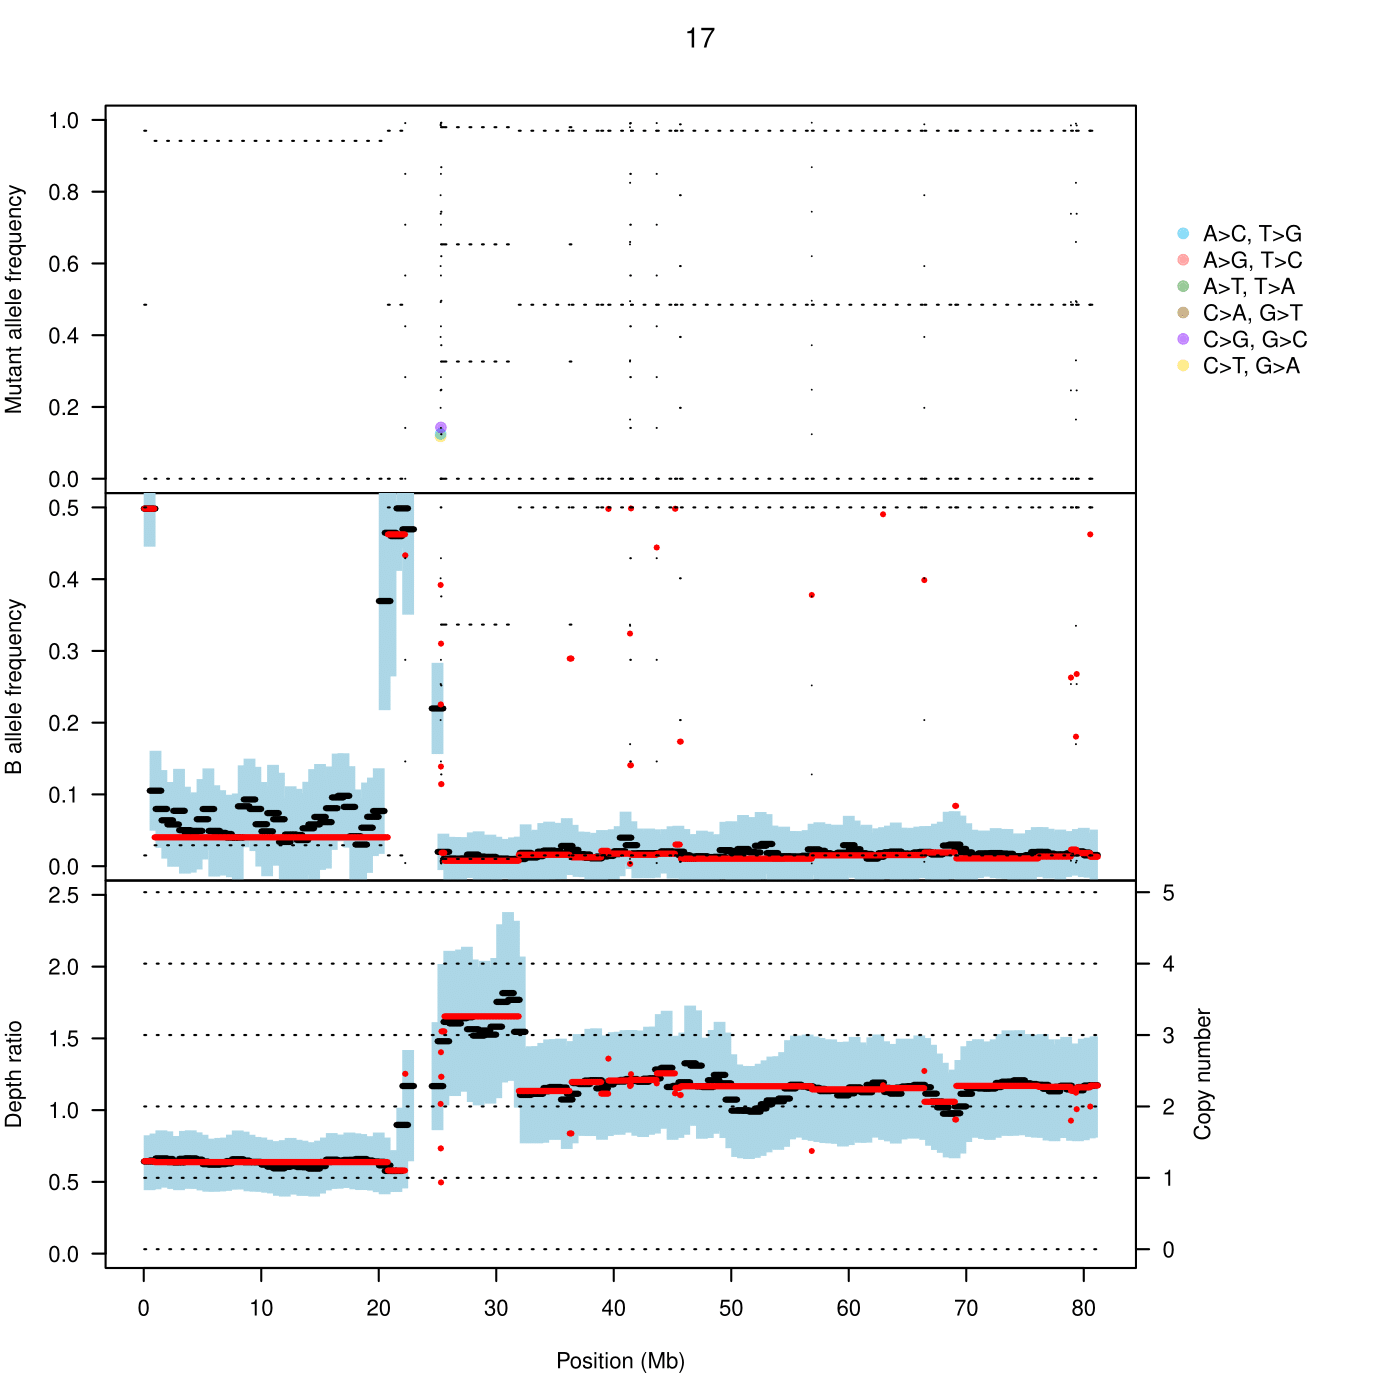 17
Mutant allele frequency
1.0
0.8
0.6
0.4
0.2
0.0
A>C, T>G
A>G, T>C
A>T, T>A
C>A, G>T
C>G, G>C
C>T, G>A
B allele frequency
0.5
0.4
0.3
0.2
0.1
0.0
Depth ratio
2.5
2.0
1.5
1.0
0.5
0.0
5
4
3
2
1
0
Copy number
0 10 20 30 40 50 60 70 80
Position (Mb)